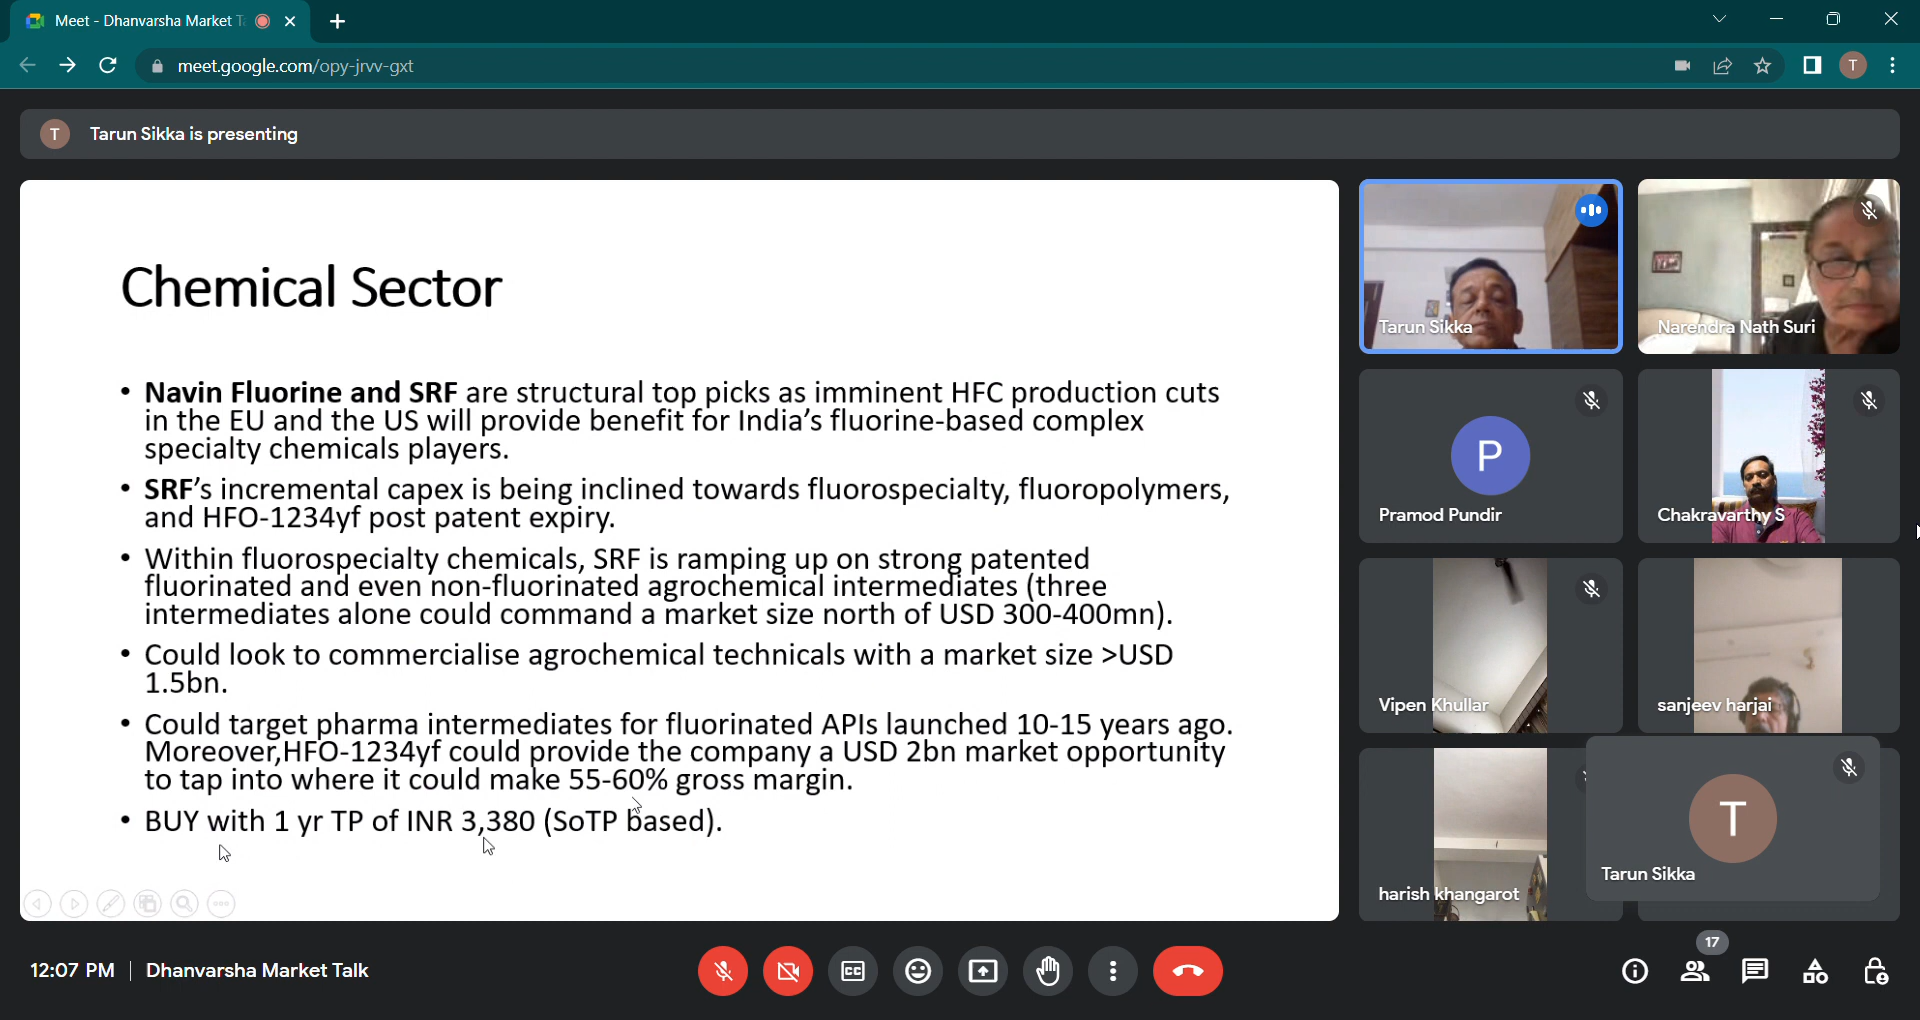 Meet - Dhanvarsha Market T
meet.google.com/opy-jrvv-gxt
T
T
Tarun Sikka is presenting
Chemical Sector
• Navin Fluorine and SRF are structural top picks as imminent HFC production cuts
in the EU and the US will provide benefit for India's fluorine-based complex
specialty chemicals players.
• SRF's incremental capex is being inclined towards fluorospecialty, fluoropolymers,
and HFO-1234yf post patent expiry.
• Within fluorospecialty chemicals, SRF is ramping up on strong patented
fluorinated and even non-fluorinated agrochemical intermediates (three
intermediates alone could command a market size north of USD 300-400mn).
• Could look to commercialise agrochemical technicals with a market size >USD
1.5bn.
• Could target pharma intermediates for fluorinated APIs launched 10-15 years ago.
Moreover,HFO-1234yf could provide the company a USD 2bn market opportunity
to tap into where it could make 55-60% gross margin.
• BUY with 1 yr TP of INR 3,380 (SoTP based).
Tarun Sikka
Narendra Nath Suri
P
Pramod Pundir
Chakravarthy S
Vipen Khullar
sanjeev harjai
harish khangarot
T
Tarun Sikka
12:07 PM | Dhanvarsha Market Talk
CC
17